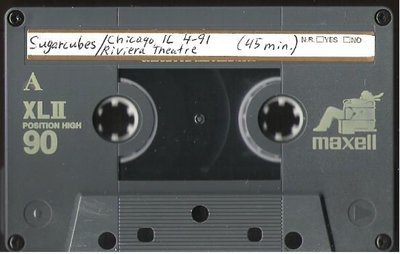 Sugarcubes/Chicago IL 4-91 (45 min.) N.R. □YES □NO
/Riviera Theatre
A
XLII
POSITION HIGH
90
maxell